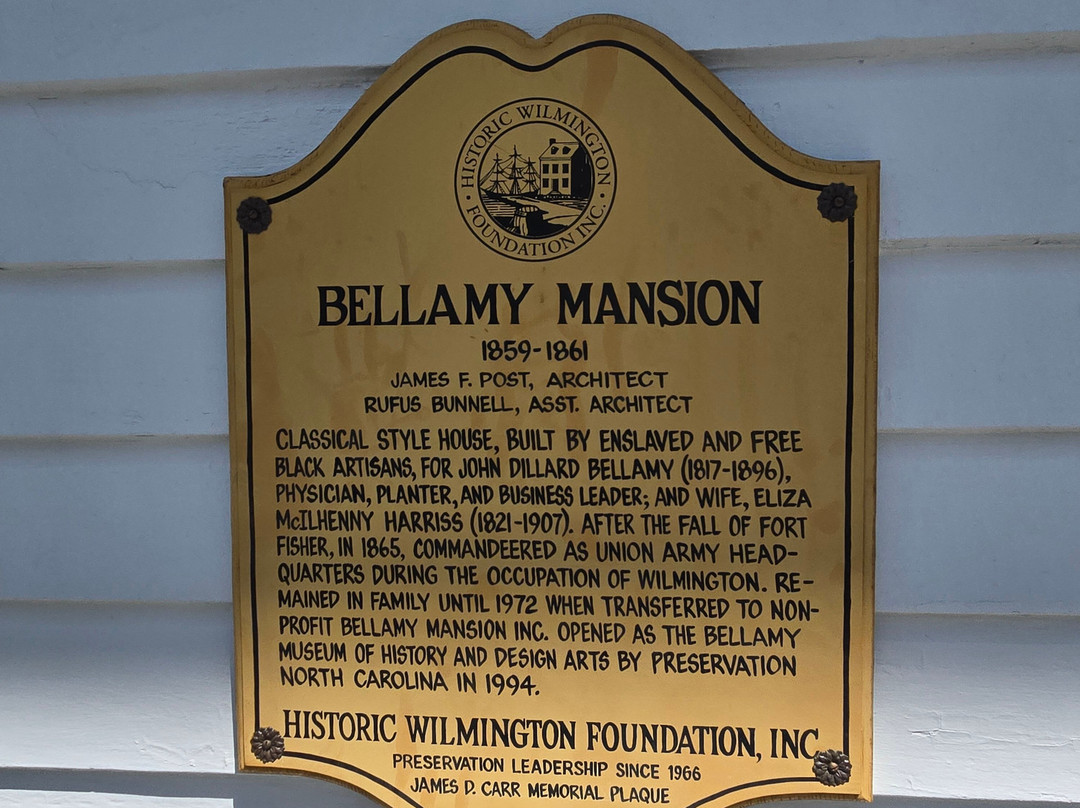 HISTORIC WILMINGTON
FOUNDATION INC.
BELLAMY MANSION
1859-1861
JAMES F. POST, ARCHITECT
RUFUS BUNNELL, ASST. ARCHITECT
CLASSICAL STYLE HOUSE, BUILT BY ENSLAVED AND FREE
BLACK ARTISANS, FOR JOHN DILLARD BELLAMY (1817-1896),
PHYSICIAN, PLANTER, AND BUSINESS LEADER; AND WIFE, ELIZA
McILHENNY HARRISS (1821-1907). AFTER THE FALL OF FORT
FISHER, IN 1865, COMMANDEERED AS UNION ARMY HEAD-
QUARTERS DURING THE OCCUPATION OF WILMINGTON. RE-
MAINED IN FAMILY UNTIL 1972 WHEN TRANSFERRED TO NON-
PROFIT BELLAMY MANSION INC. OPENED AS THE BELLAMY
MUSEUM OF HISTORY AND DESIGN ARTS BY PRESERVATION
NORTH CAROLINA IN 1994.
HISTORIC WILMINGTON FOUNDATION, INC
PRESERVATION LEADERSHIP SINCE 1966
JAMES D. CARR MEMORIAL PLAQUE